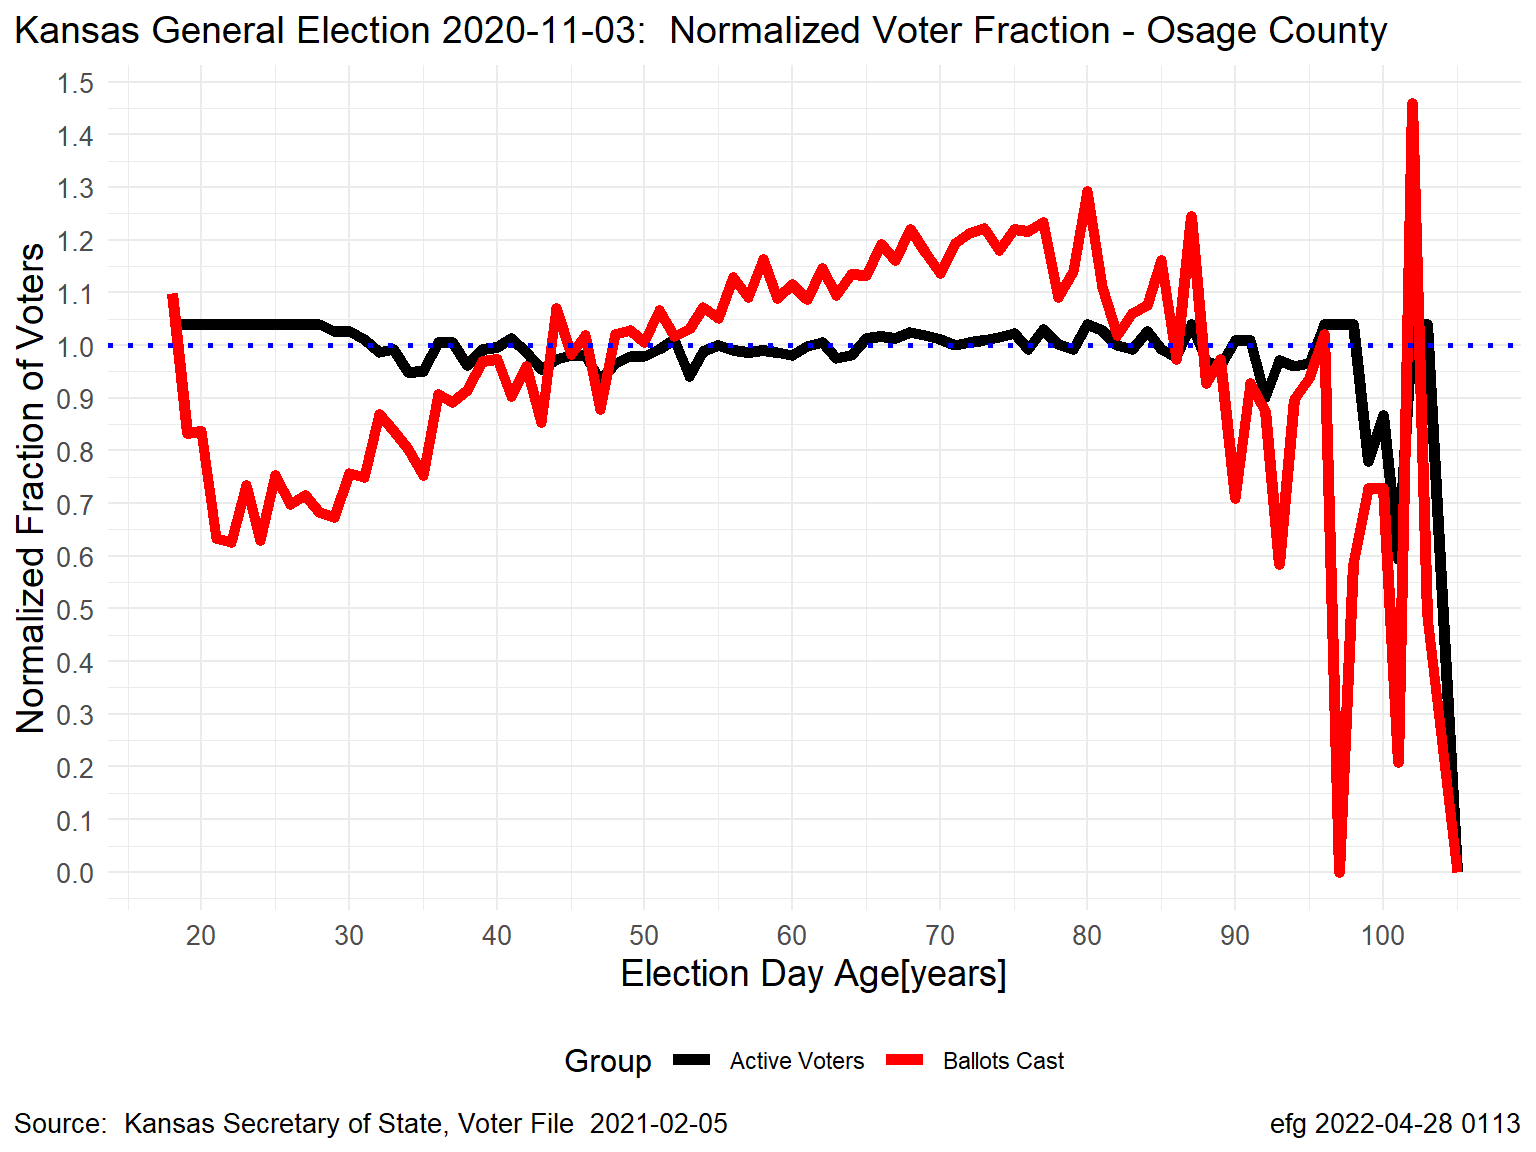 Kansas General Election 2020-11-03:  Normalized Voter Fraction - Osage County
Normalized Fraction of Voters
1.5
1.4
1.3
1.2
1.1
1.0
0.9
0.8
0.7
0.6
0.5
0.4
0.3
0.2
0.1
0.0
20 30 40 50 60 70 80 90 100
Election Day Age[years]
Group Active Voters Ballots Cast
Source:  Kansas Secretary of State, Voter File  2021-02-05 efg 2022-04-28 0113